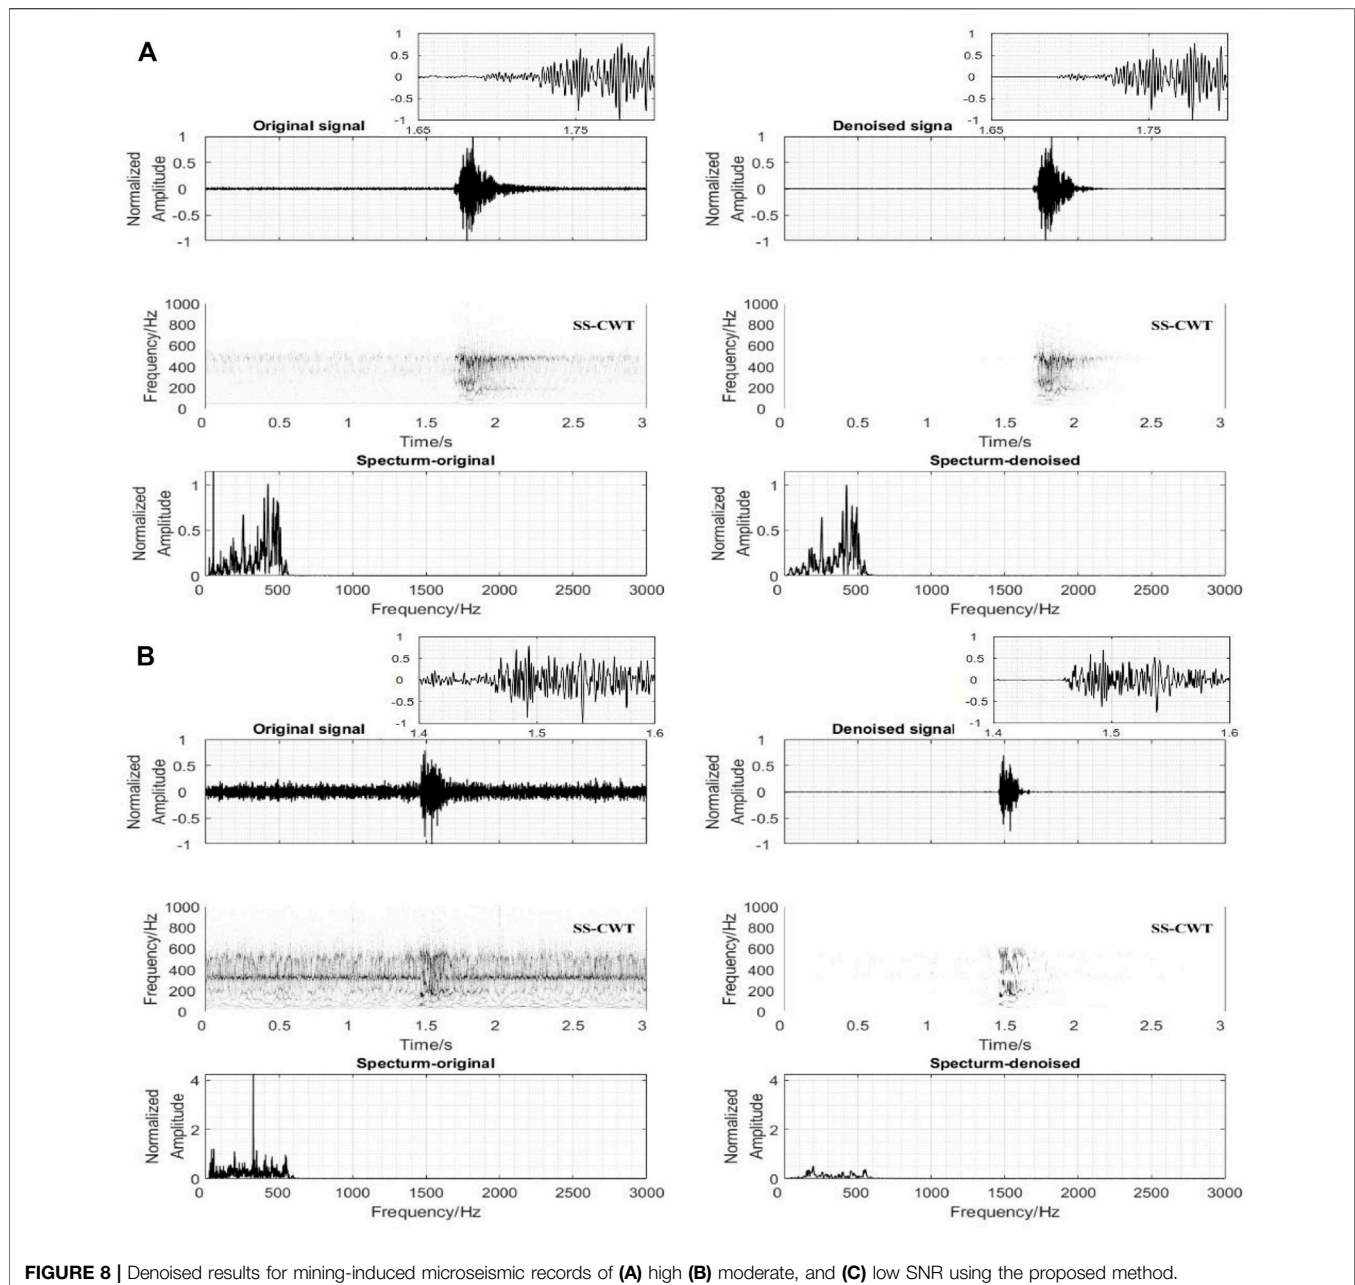 A
1
0.5
0
-0.5
-1
1.65
1.75
1
0.5
0
-0.5
-1
1.65
1.75
Original signal
Denoised signa
Normalized
Amplitude
1
0.5
0
-0.5
-1
Normalized
Amplitude
1
0.5
0
-0.5
-1
Frequency/Hz
1000
800
600
400
200
0
SS-CWT
0 0.5 1 1.5 2 2.5 3
Time/s
Frequency/Hz
1000
800
600
400
200
0
SS-CWT
0 0.5 1 1.5 2 2.5 3
Time/s
Specturm-original
Normalized
Amplitude
1
0.5
0
0 500 1000 1500 2000 2500 3000
Frequency/Hz
Specturm-denoised
Normalized
Amplitude
1
0.5
0
0 500 1000 1500 2000 2500 3000
Frequency/Hz
B
1
0.5
0
-0.5
-1
1.4 1.5 1.6
1
0.5
0
-0.5
-1
1.4 1.5 1.6
Original signal
Denoised signal
Normalized
Amplitude
1
0.5
0
-0.5
-1
Normalized
Amplitude
1
0.5
0
-0.5
-1
Frequency/Hz
1000
800
600
400
200
0
SS-CWT
0 0.5 1 1.5 2 2.5 3
Time/s
Frequency/Hz
1000
800
600
400
200
0
SS-CWT
0 0.5 1 1.5 2 2.5 3
Time/s
Specturm-original
Normalized
Amplitude
4
2
0
0 500 1000 1500 2000 2500 3000
Frequency/Hz
Specturm-denoised
Normalized
Amplitude
4
2
0
0 500 1000 1500 2000 2500 3000
Frequency/Hz
FIGURE 8 | Denoised results for mining-induced microseismic records of (A) high (B) moderate, and (C) low SNR using the proposed method.